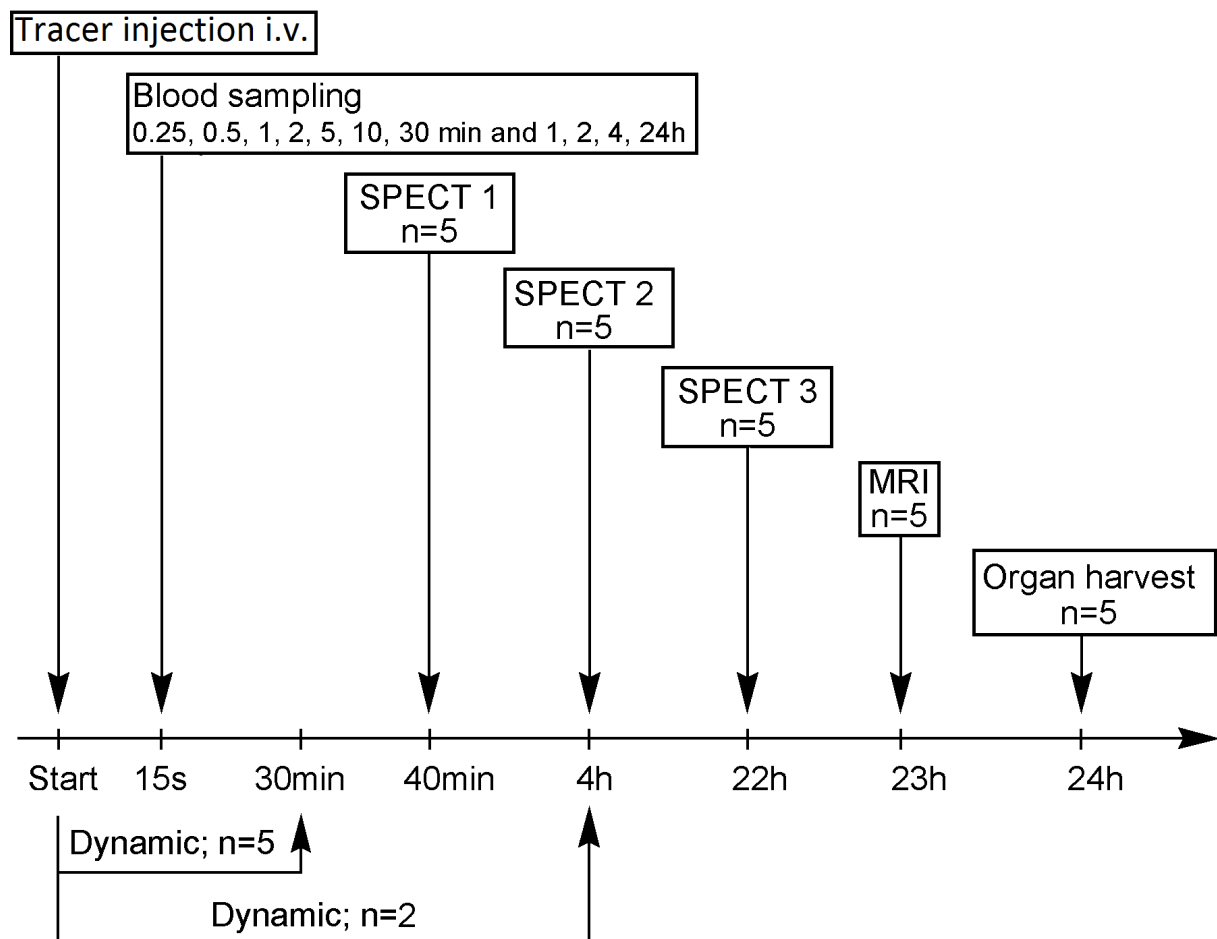 Tracer injection i.v.
Blood sampling
0.25, 0.5, 1, 2, 5, 10, 30 min and 1, 2, 4, 24h
SPECT 1
n=5
SPECT 2
n=5
SPECT 3
n=5
MRI
n=5
Organ harvest
n=5
Start 15s 30min 40min 4h 22h 23h 24h
Dynamic; n=5
Dynamic; n=2